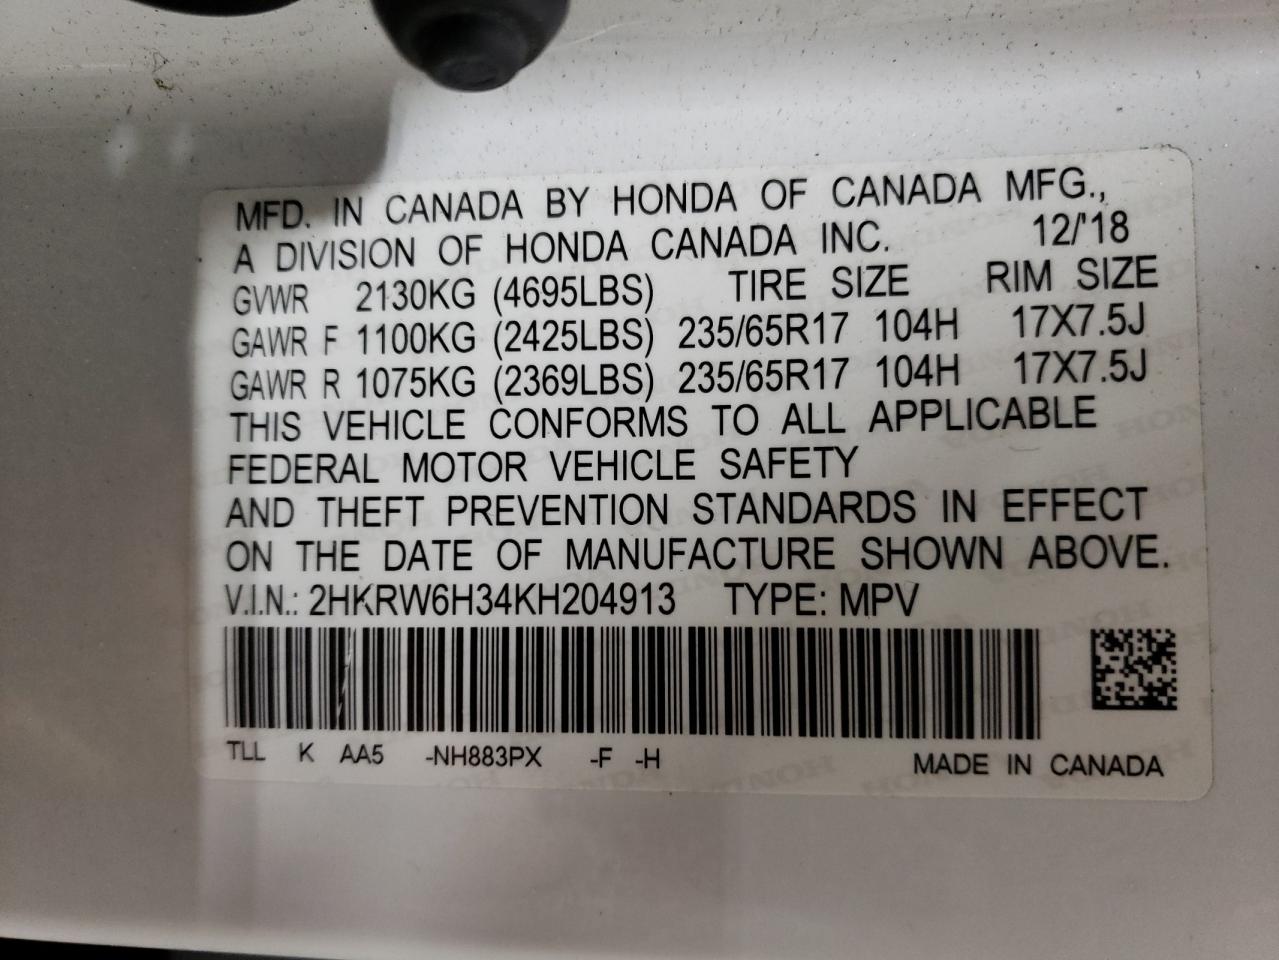 MFD. IN CANADA BY HONDA OF CANADA MFG.,
A DIVISION OF HONDA CANADA INC. 12/'18
GVWR 2130KG (4695LBS) TIRE SIZE RIM SIZE
GAWR F 1100KG (2425LBS) 235/65R17 104H 17X7.5J
GAWR R 1075KG (2369LBS) 235/65R17 104H 17X7.5J
THIS VEHICLE CONFORMS TO ALL APPLICABLE
FEDERAL MOTOR VEHICLE SAFETY
AND THEFT PREVENTION STANDARDS IN EFFECT
ON THE DATE OF MANUFACTURE SHOWN ABOVE.
V.I.N.: 2HKRW6H34KH204913 TYPE: MPV
TLL K AA5 -NH883PX -F -H MADE IN CANADA